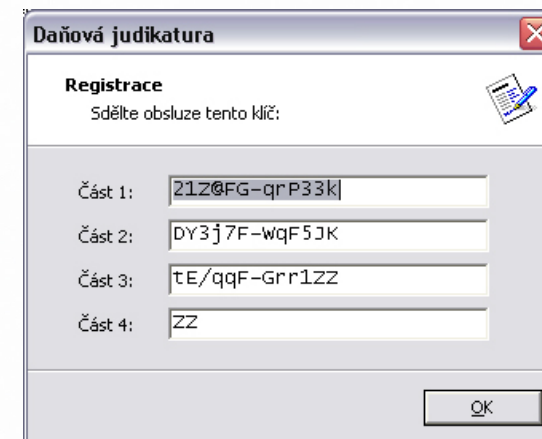 Daňová judikatura
Registrace
Sdělte obsluze tento klíč:
Část 1: 21Z@FG-qrP33k
Část 2: DY3j7F-WqF5JK
Část 3: tE/qqF-Grr1ZZ
Část 4: ZZ
OK